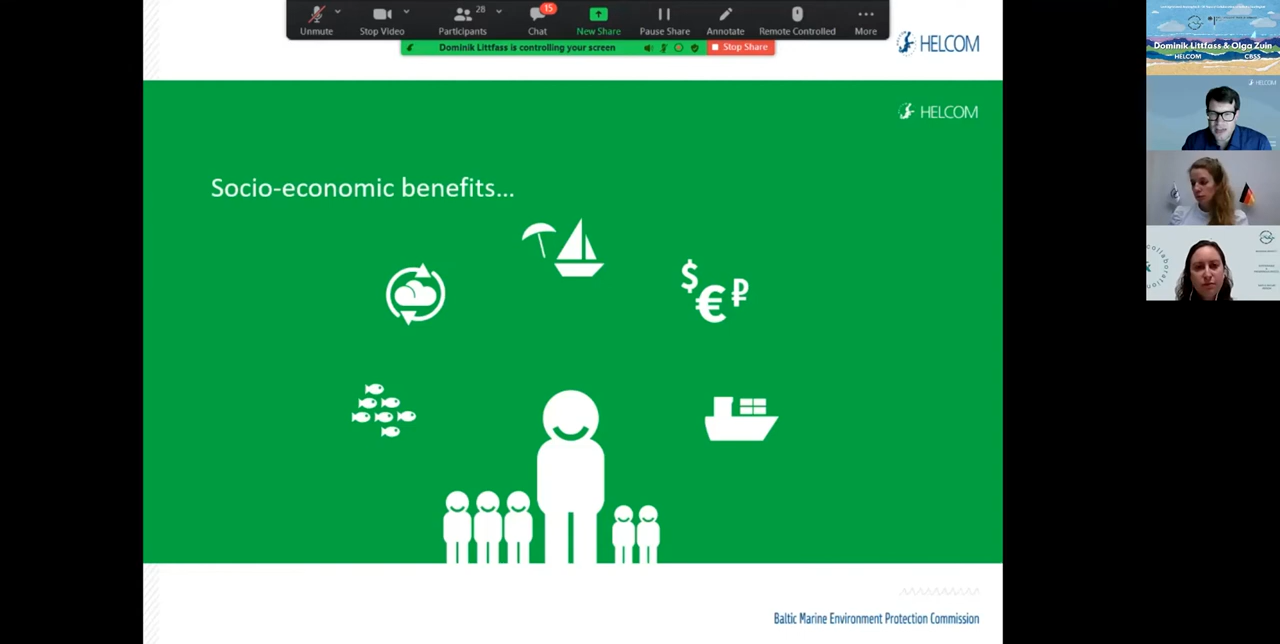 28
15
Unmute
Stop Video
Participants
Chat
New Share
Pause Share
Annotate
Remote Controlled
More
Dominik Littfass is controlling your screen
Stop Share
HELCOM
HELCOM
Socio-economic benefits...
$
€
₽
Baltic Marine Environment Protection Commission
Dominik Littfass & Olga Zuin
HELCOM
CBSS
HELCOM
collaboration